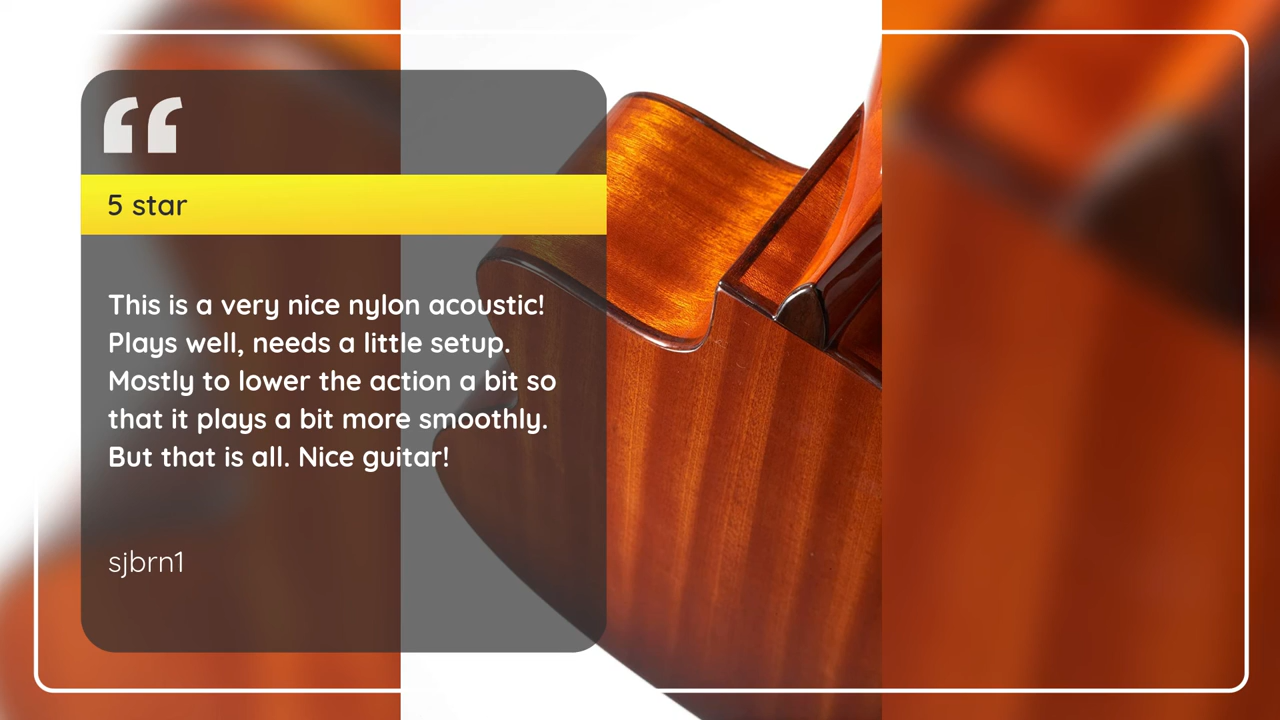 5 star
This is a very nice nylon acoustic!
Plays well, needs a little setup.
Mostly to lower the action a bit so
that it plays a bit more smoothly.
But that is all. Nice guitar!
sjbrn1